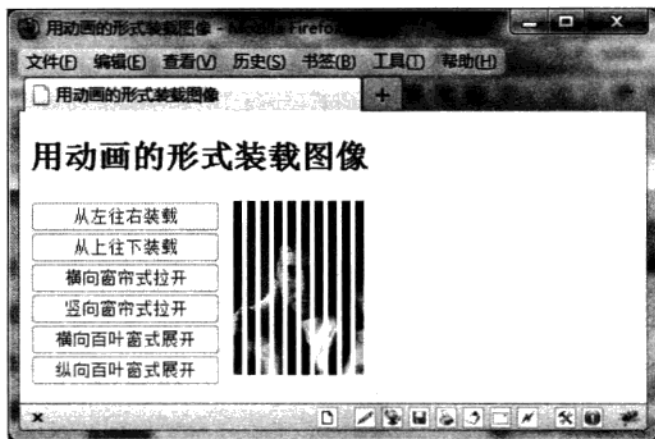 用动画的形式装载图像 - Mozilla Firefox
文件(F) 编辑(E) 查看(V) 历史(S) 书签(B) 工具(T) 帮助(H)
用动画的形式装载图像
用动画的形式装载图像
从左往右装载
从上往下装载
横向窗帘式拉开
竖向窗帘式拉开
横向百叶窗式展开
纵向百叶窗式展开